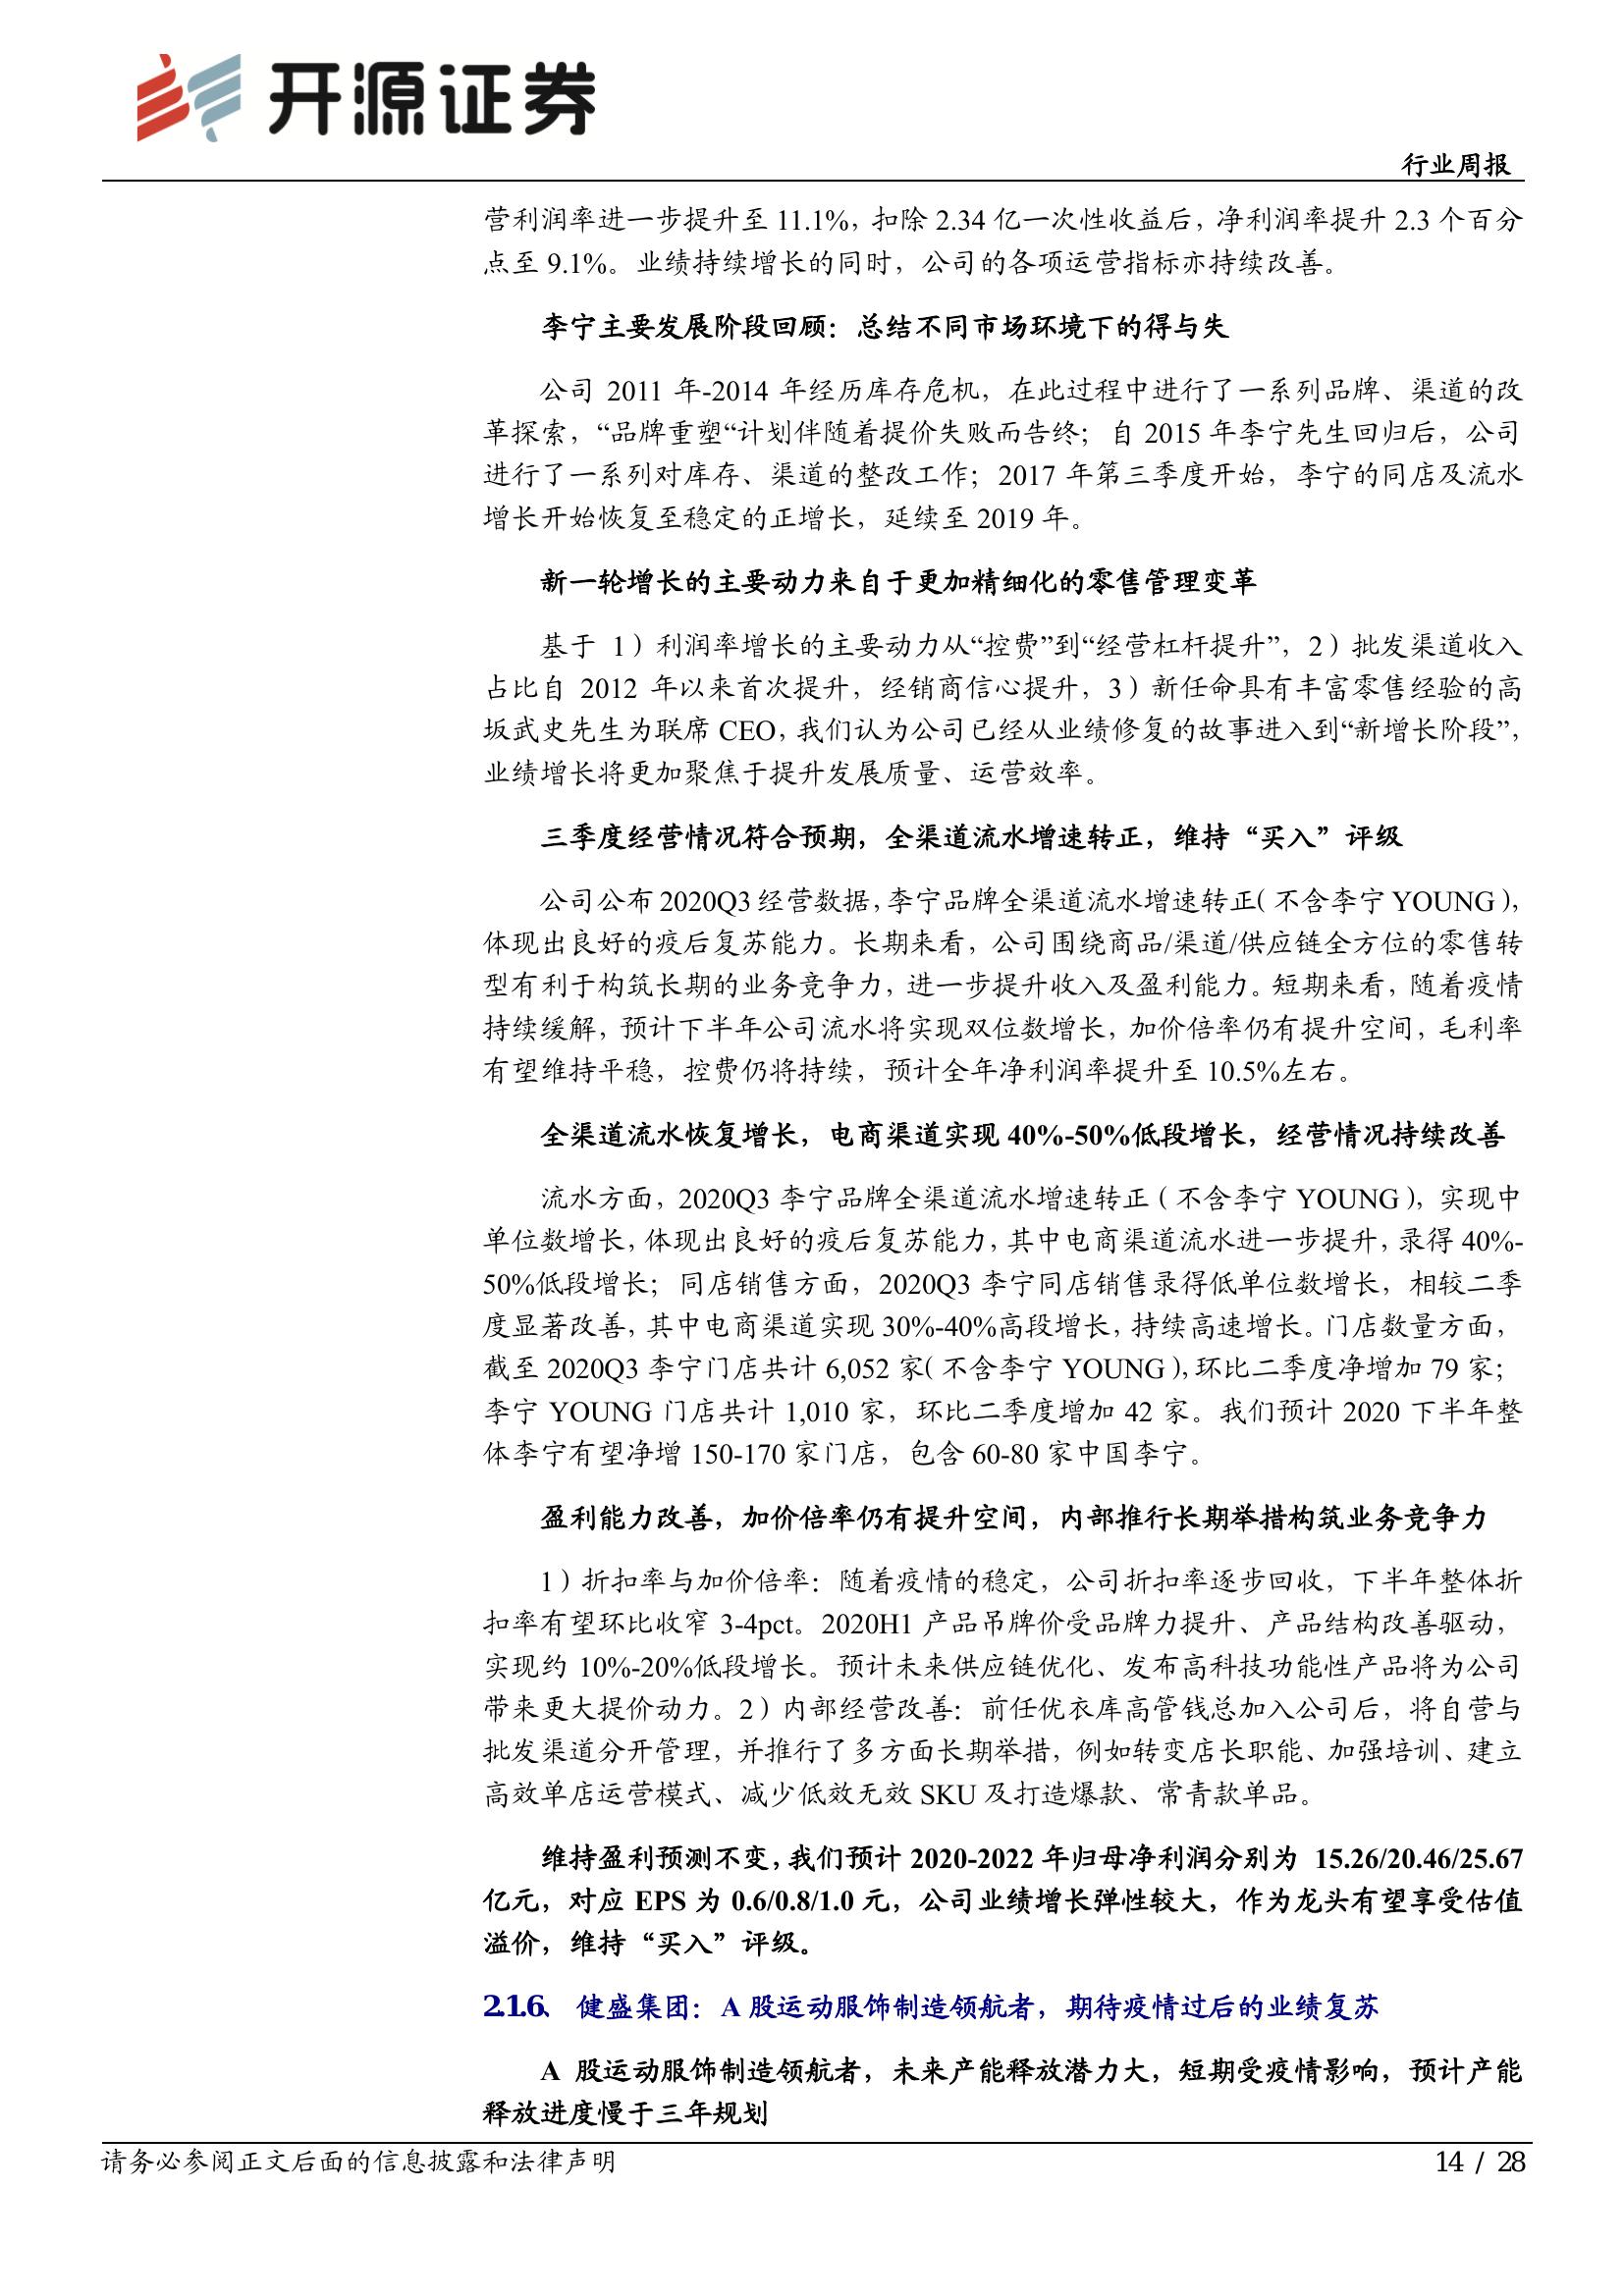 开源证券
行业周报
营利润率进一步提升至 11.1%，扣除 2.34 亿一次性收益后，净利润率提升 2.3 个百分
点至 9.1%。业绩持续增长的同时，公司的各项运营指标亦持续改善。
李宁主要发展阶段回顾：总结不同市场环境下的得与失
公司 2011 年-2014 年经历库存危机，在此过程中进行了一系列品牌、渠道的改
革探索，“品牌重塑“计划伴随着提价失败而告终；自 2015 年李宁先生回归后，公司
进行了一系列对库存、渠道的整改工作；2017 年第三季度开始，李宁的同店及流水
增长开始恢复至稳定的正增长，延续至 2019 年。
新一轮增长的主要动力来自于更加精细化的零售管理变革
基于 1）利润率增长的主要动力从“控费”到“经营杠杆提升”，2）批发渠道收入
占比自 2012 年以来首次提升，经销商信心提升，3）新任命具有丰富零售经验的高
坂武史先生为联席 CEO，我们认为公司已经从业绩修复的故事进入到“新增长阶段”，
业绩增长将更加聚焦于提升发展质量、运营效率。
三季度经营情况符合预期，全渠道流水增速转正，维持“买入”评级
公司公布 2020Q3 经营数据，李宁品牌全渠道流水增速转正（不含李宁 YOUNG），
体现出良好的疫后复苏能力。长期来看，公司围绕商品/渠道/供应链全方位的零售转
型有利于构筑长期的业务竞争力，进一步提升收入及盈利能力。短期来看，随着疫情
持续缓解，预计下半年公司流水将实现双位数增长，加价倍率仍有提升空间，毛利率
有望维持平稳，控费仍将持续，预计全年净利润率提升至 10.5%左右。
全渠道流水恢复增长，电商渠道实现 40%-50%低段增长，经营情况持续改善
流水方面，2020Q3 李宁品牌全渠道流水增速转正（不含李宁 YOUNG），实现中
单位数增长，体现出良好的疫后复苏能力，其中电商渠道流水进一步提升，录得 40%-
50%低段增长；同店销售方面，2020Q3 李宁同店销售录得低单位数增长，相较二季
度显著改善，其中电商渠道实现 30%-40%高段增长，持续高速增长。门店数量方面，
截至 2020Q3 李宁门店共计 6,052 家（不含李宁 YOUNG），环比二季度净增加 79 家；
李宁 YOUNG 门店共计 1,010 家，环比二季度增加 42 家。我们预计 2020 下半年整
体李宁有望净增 150-170 家门店，包含 60-80 家中国李宁。
盈利能力改善，加价倍率仍有提升空间，内部推行长期举措构筑业务竞争力
1）折扣率与加价倍率：随着疫情的稳定，公司折扣率逐步回收，下半年整体折
扣率有望环比收窄 3-4pct。2020H1 产品吊牌价受品牌力提升、产品结构改善驱动，
实现约 10%-20%低段增长。预计未来供应链优化、发布高科技功能性产品将为公司
带来更大提价动力。2）内部经营改善：前任优衣库高管钱总加入公司后，将自营与
批发渠道分开管理，并推行了多方面长期举措，例如转变店长职能、加强培训、建立
高效单店运营模式、减少低效无效 SKU 及打造爆款、常青款单品。
维持盈利预测不变，我们预计 2020-2022 年归母净利润分别为 15.26/20.46/25.67
亿元，对应 EPS 为 0.6/0.8/1.0 元，公司业绩增长弹性较大，作为龙头有望享受估值
溢价，维持“买入”评级。
2.1.6、 健盛集团：A 股运动服饰制造领航者，期待疫情过后的业绩复苏
A 股运动服饰制造领航者，未来产能释放潜力大，短期受疫情影响，预计产能
释放进度慢于三年规划
请务必参阅正文后面的信息披露和法律声明
14 / 28